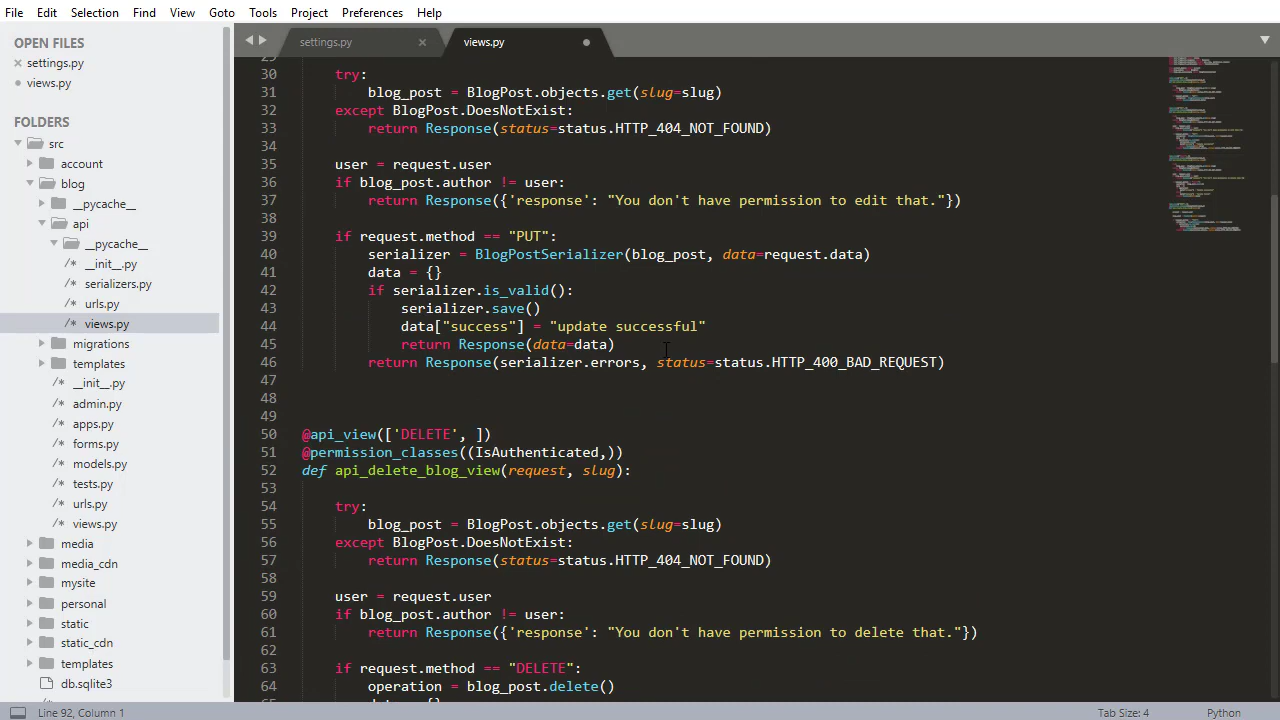 File Edit Selection Find View Goto Tools Project Preferences Help
OPEN FILES
settings.py
views.py
FOLDERS
src
account
blog
__pycache__
api
__pycache__
__init__.py
serializers.py
urls.py
views.py
migrations
templates
__init__.py
admin.py
apps.py
forms.py
models.py
tests.py
urls.py
views.py
media
media_cdn
mysite
personal
static
static_cdn
templates
db.sqlite3
settings.py views.py
29
30 try:
31 blog_post = BlogPost.objects.get(slug=slug)
32 except BlogPost.DoesNotExist:
33 return Response(status=status.HTTP_404_NOT_FOUND)
34
35 user = request.user
36 if blog_post.author != user:
37 return Response({'response': "You don't have permission to edit that."})
38
39 if request.method == "PUT":
40 serializer = BlogPostSerializer(blog_post, data=request.data)
41 data = {}
42 if serializer.is_valid():
43 serializer.save()
44 data["success"] = "update successful"
45 return Response(data=data)
46 return Response(serializer.errors, status=status.HTTP_400_BAD_REQUEST)
47
48
49
50 @api_view(['DELETE', ])
51 @permission_classes((IsAuthenticated,))
52 def api_delete_blog_view(request, slug):
53
54 try:
55 blog_post = BlogPost.objects.get(slug=slug)
56 except BlogPost.DoesNotExist:
57 return Response(status=status.HTTP_404_NOT_FOUND)
58
59 user = request.user
60 if blog_post.author != user:
61 return Response({'response': "You don't have permission to delete that."})
62
63 if request.method == "DELETE":
64 operation = blog_post.delete()
Line 92, Column 1 Tab Size: 4 Python